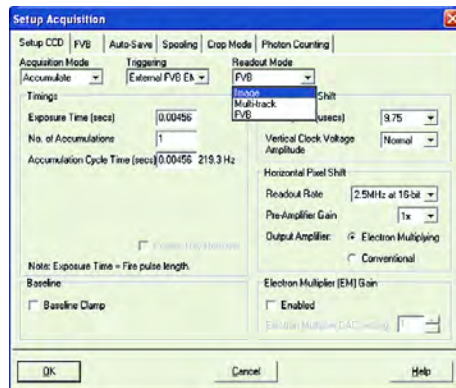 Setup Acquisition
Setup CCD FVB Auto-Save Spooling Crop Mode Photon Counting
Acquisition Mode Triggering Readout Mode
Accumulate External FVB EM FVB
Image
Multi-track
FVB
Timings Shift
Exposure Time (secs) 0.00456 usecs) 9.75
No. of Accumulations 1 Vertical Clock Voltage Amplitude Normal
Accumulation Cycle Time (secs) 0.00456 219.3 Hz
Horizontal Pixel Shift
Readout Rate 2.5MHz at 16-bit
Pre-Amplifier Gain 1x
Output Amplifier: Electron Multiplying
Conventional
Note: Exposure Time = Fire pulse length.
Baseline Electron Multiplier (EM) Gain
Baseline Clamp Enabled
1
OK Cancel Help